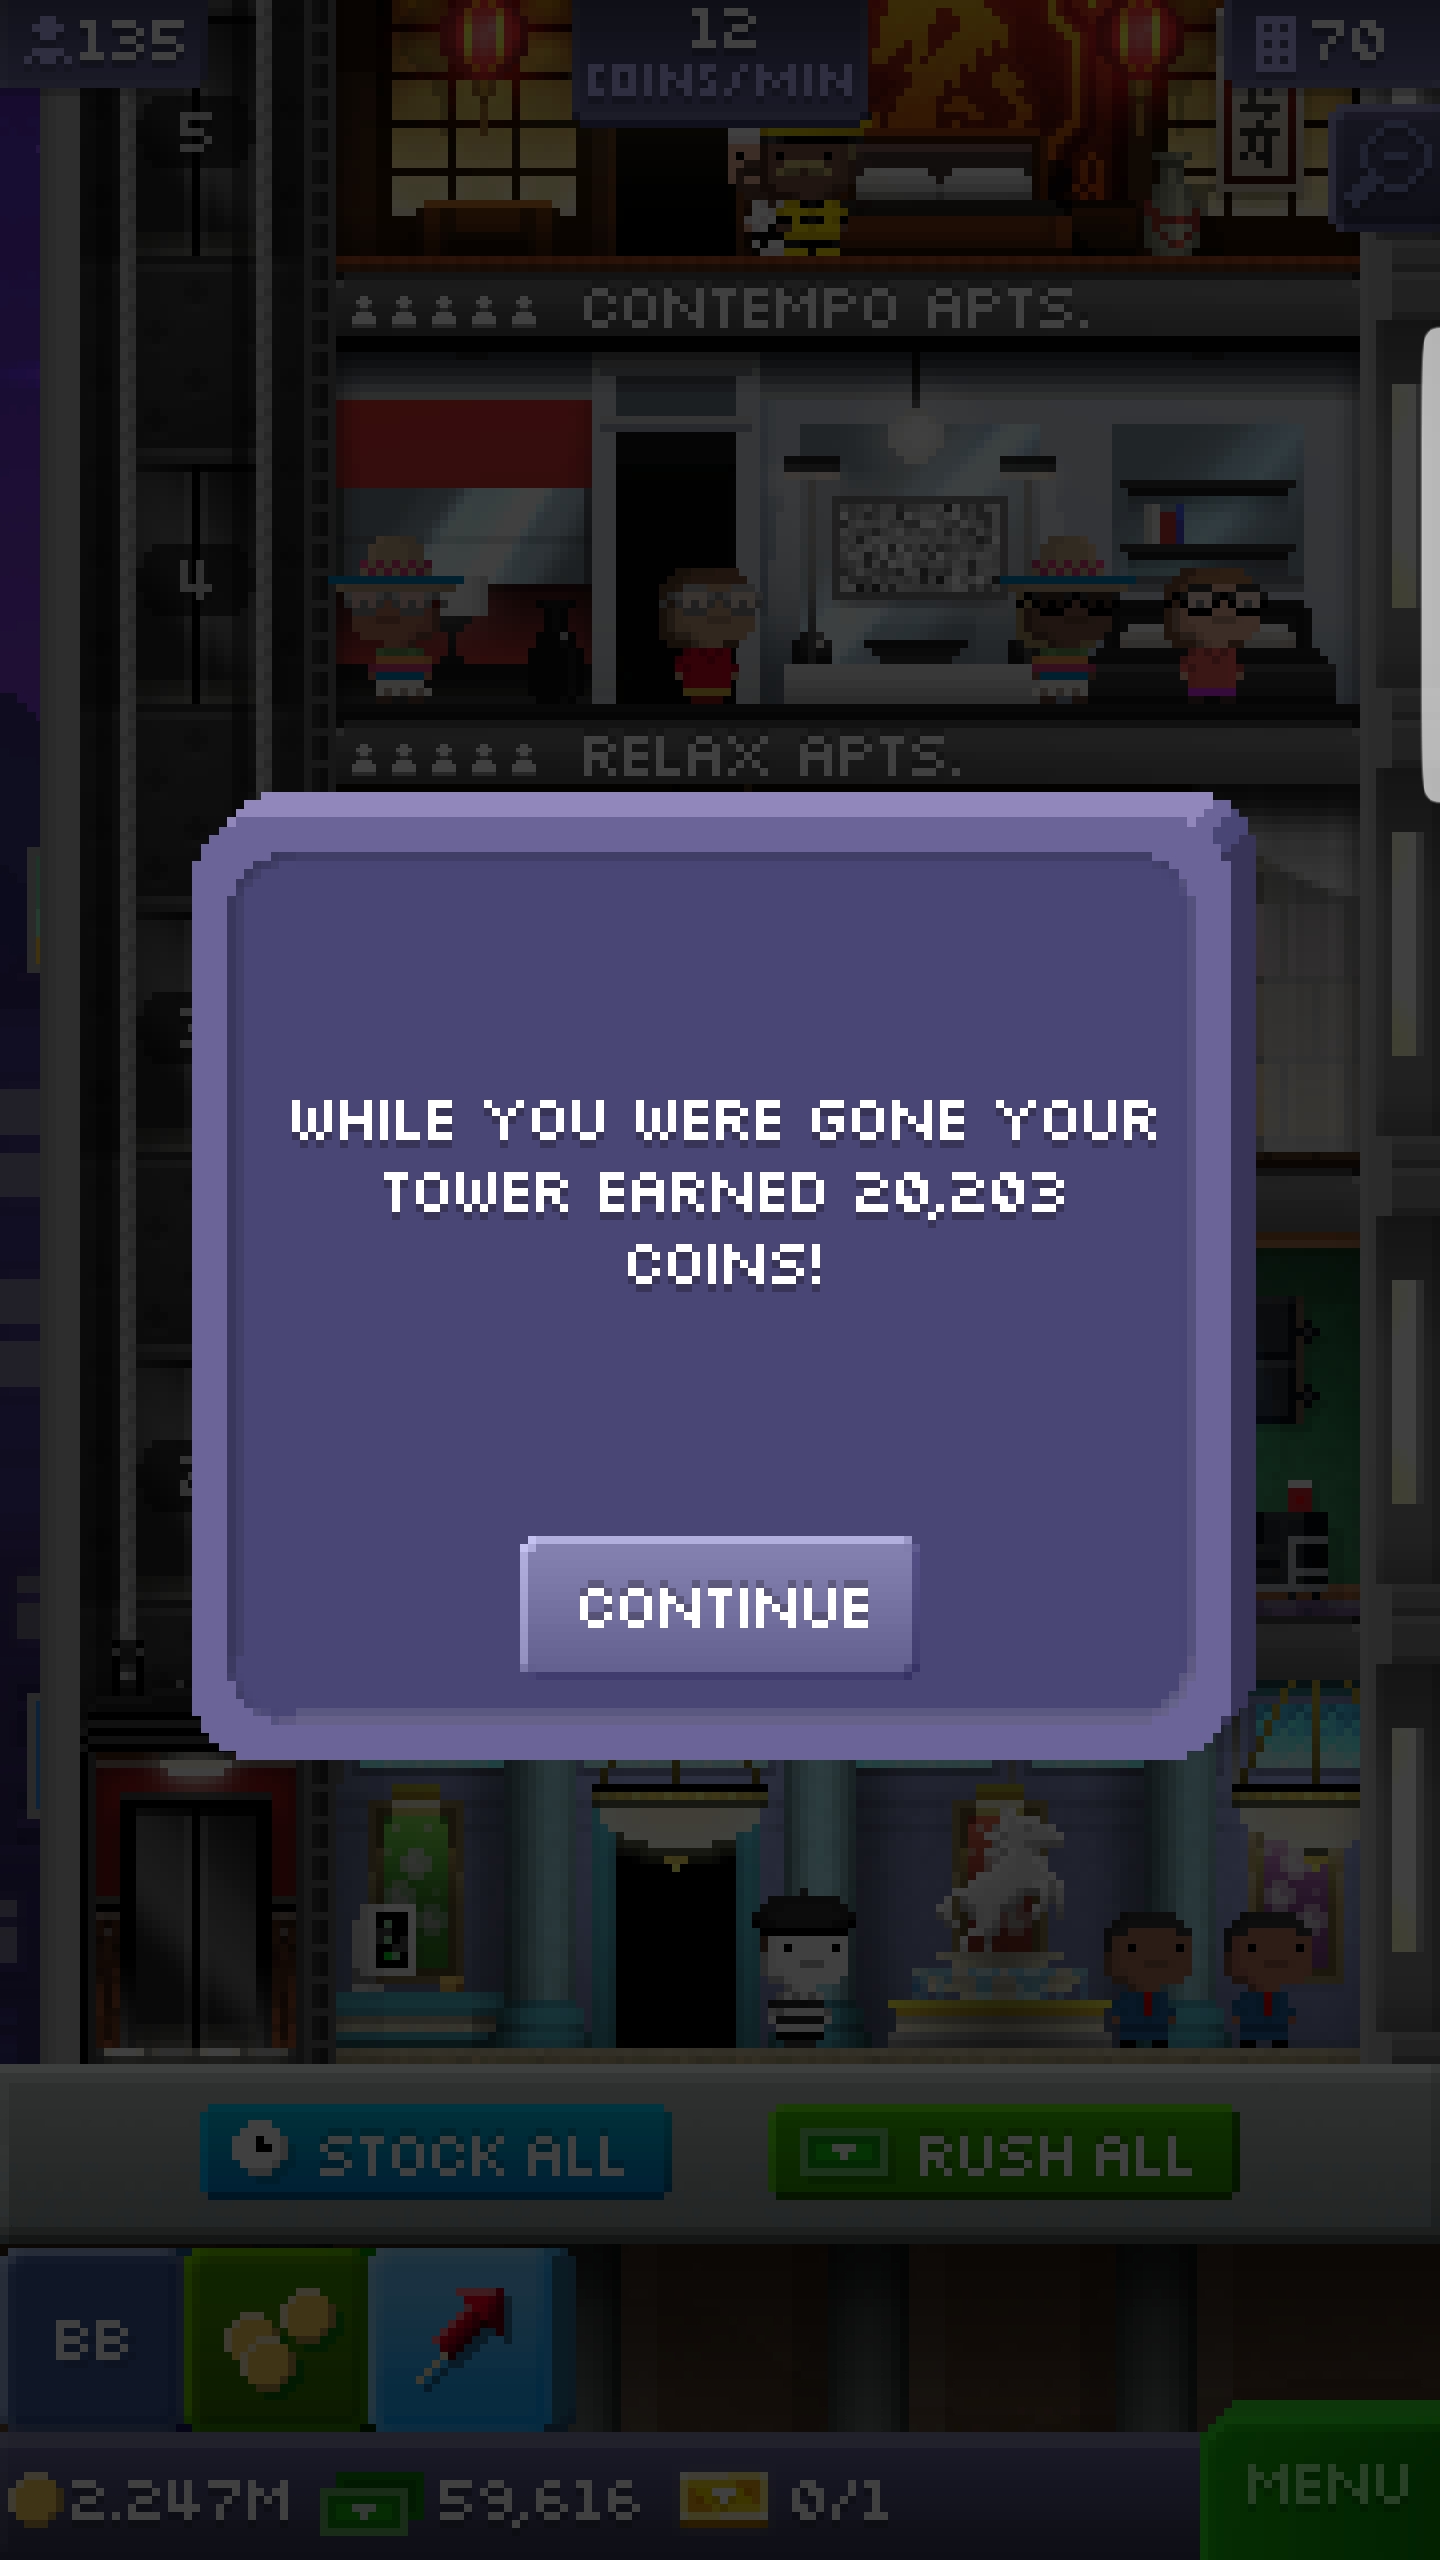 135
12
COINS/MIN
70
5
CONTEMPO APTS.
4
RELAX APTS.
WHILE YOU WERE GONE YOUR
TOWER EARNED 20,203
COINS!
CONTINUE
STOCK ALL
RUSH ALL
BB
2.247M
59,616
0/1
MENU